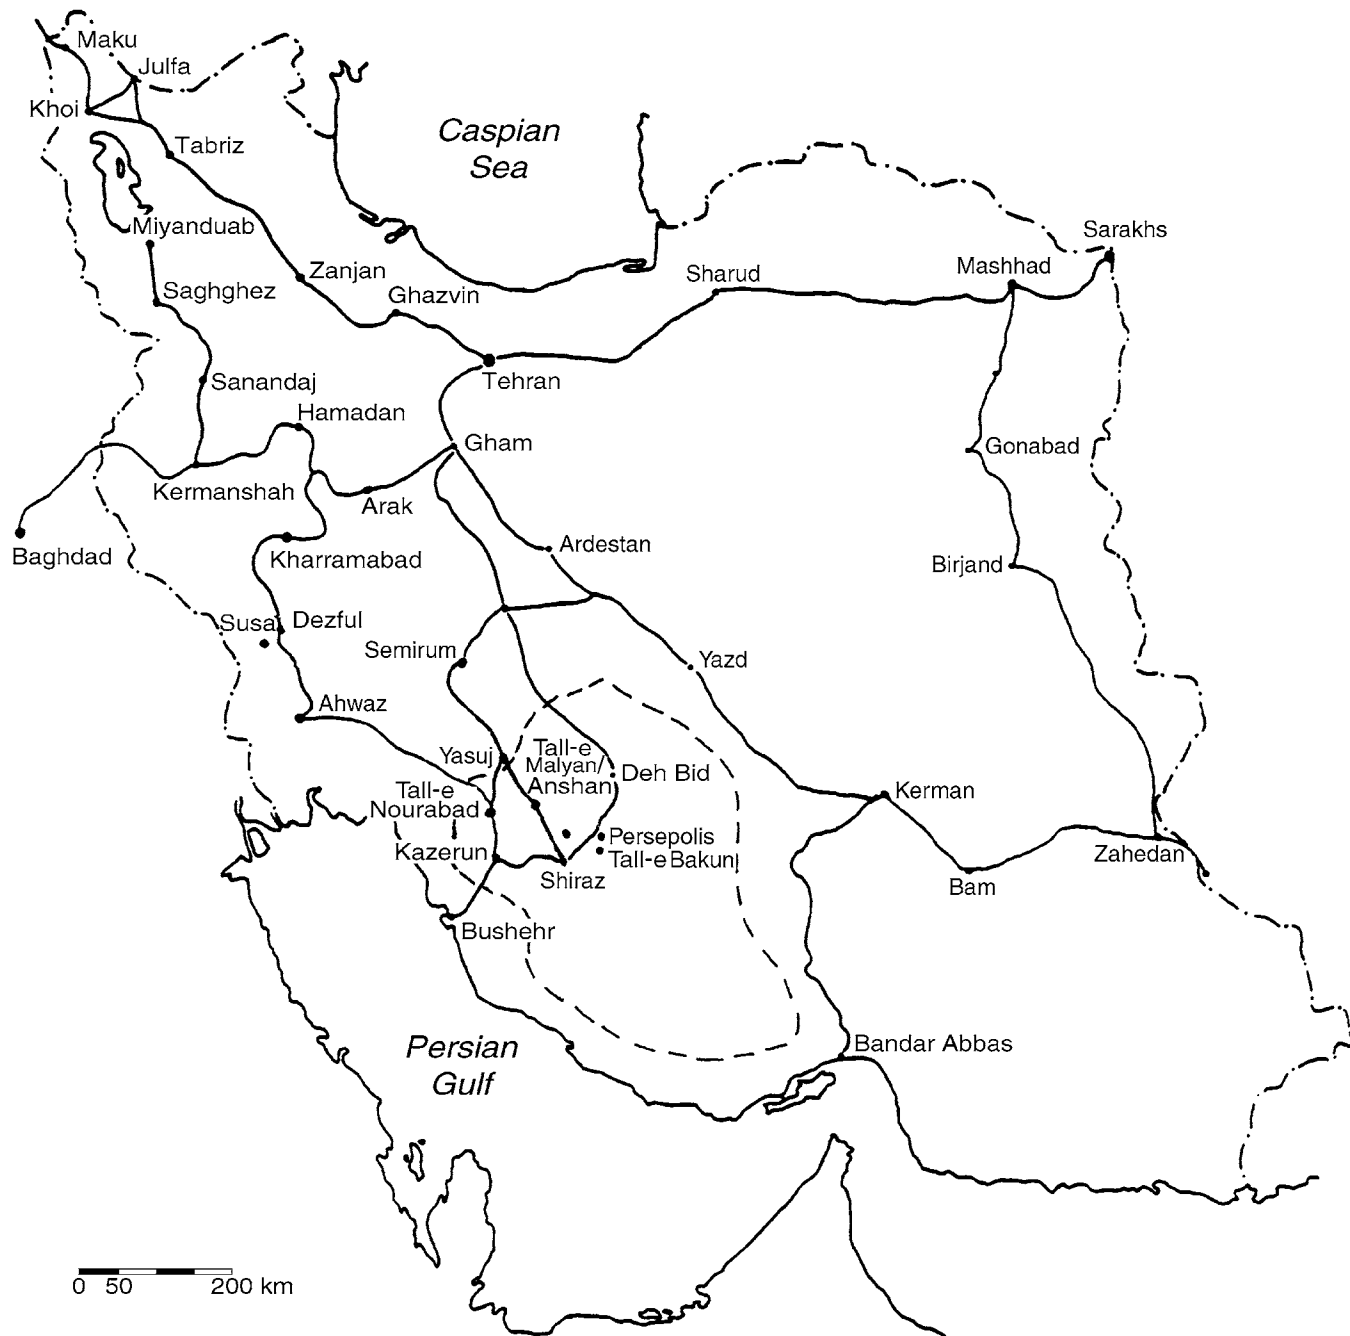 Maku
Julfa
Khoi
Tabriz
Caspian
Sea
Miyanduab
Sarakhs
Mashhad
Zanjan
Sharud
Saghghez
Ghazvin
Tehran
Sanandaj
Hamadan
Gham
Gonabad
Kermanshah
Arak
Baghdad
Kharramabad
Ardestan
Birjand
Susa
Dezful
Semirum
Yazd
Ahwaz
Yasuj
Tall-e
Malyan/
Anshan
Deh Bid
Tall-e
Nourabad
Kerman
Kazerun
Persepolis
Tall-e Bakun
Shiraz
Zahedan
Bam
Bushehr
Persian
Gulf
Bandar Abbas
0 50 200 km